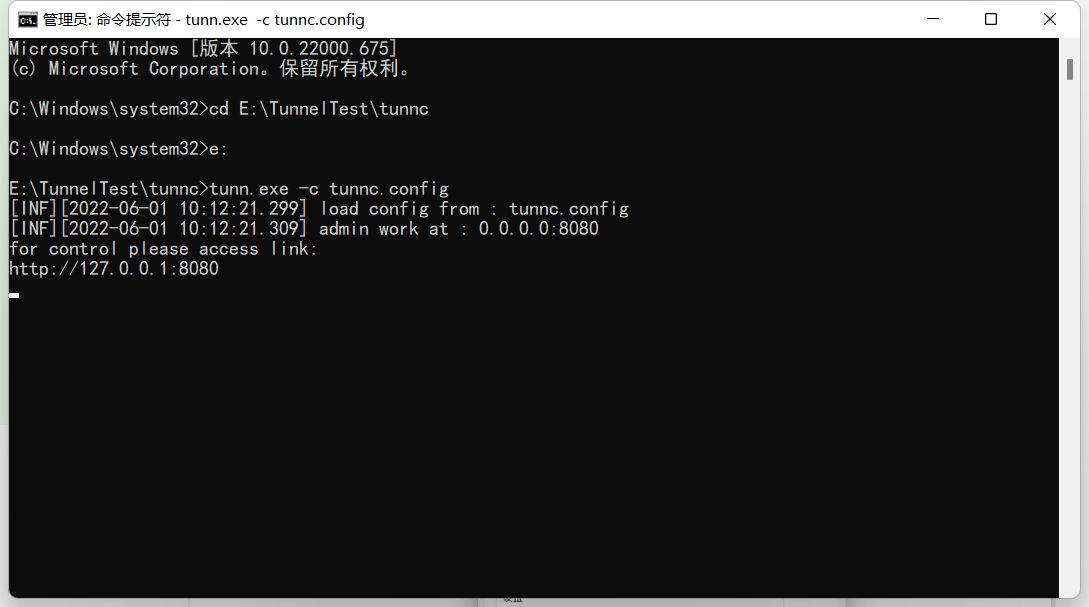 管理员: 命令提示符 - tunn.exe -c tunnc.config
Microsoft Windows [版本 10.0.22000.675]
(c) Microsoft Corporation。保留所有权利。
C:\Windows\system32>cd E:\TunnelTest\tunnc
C:\Windows\system32>e:
E:\TunnelTest\tunnc>tunn.exe -c tunnc.config
[INF][2022-06-01 10:12:21.299] load config from : tunnc.config
[INF][2022-06-01 10:12:21.309] admin work at : 0.0.0.0:8080
for control please access link:
http://127.0.0.1:8080